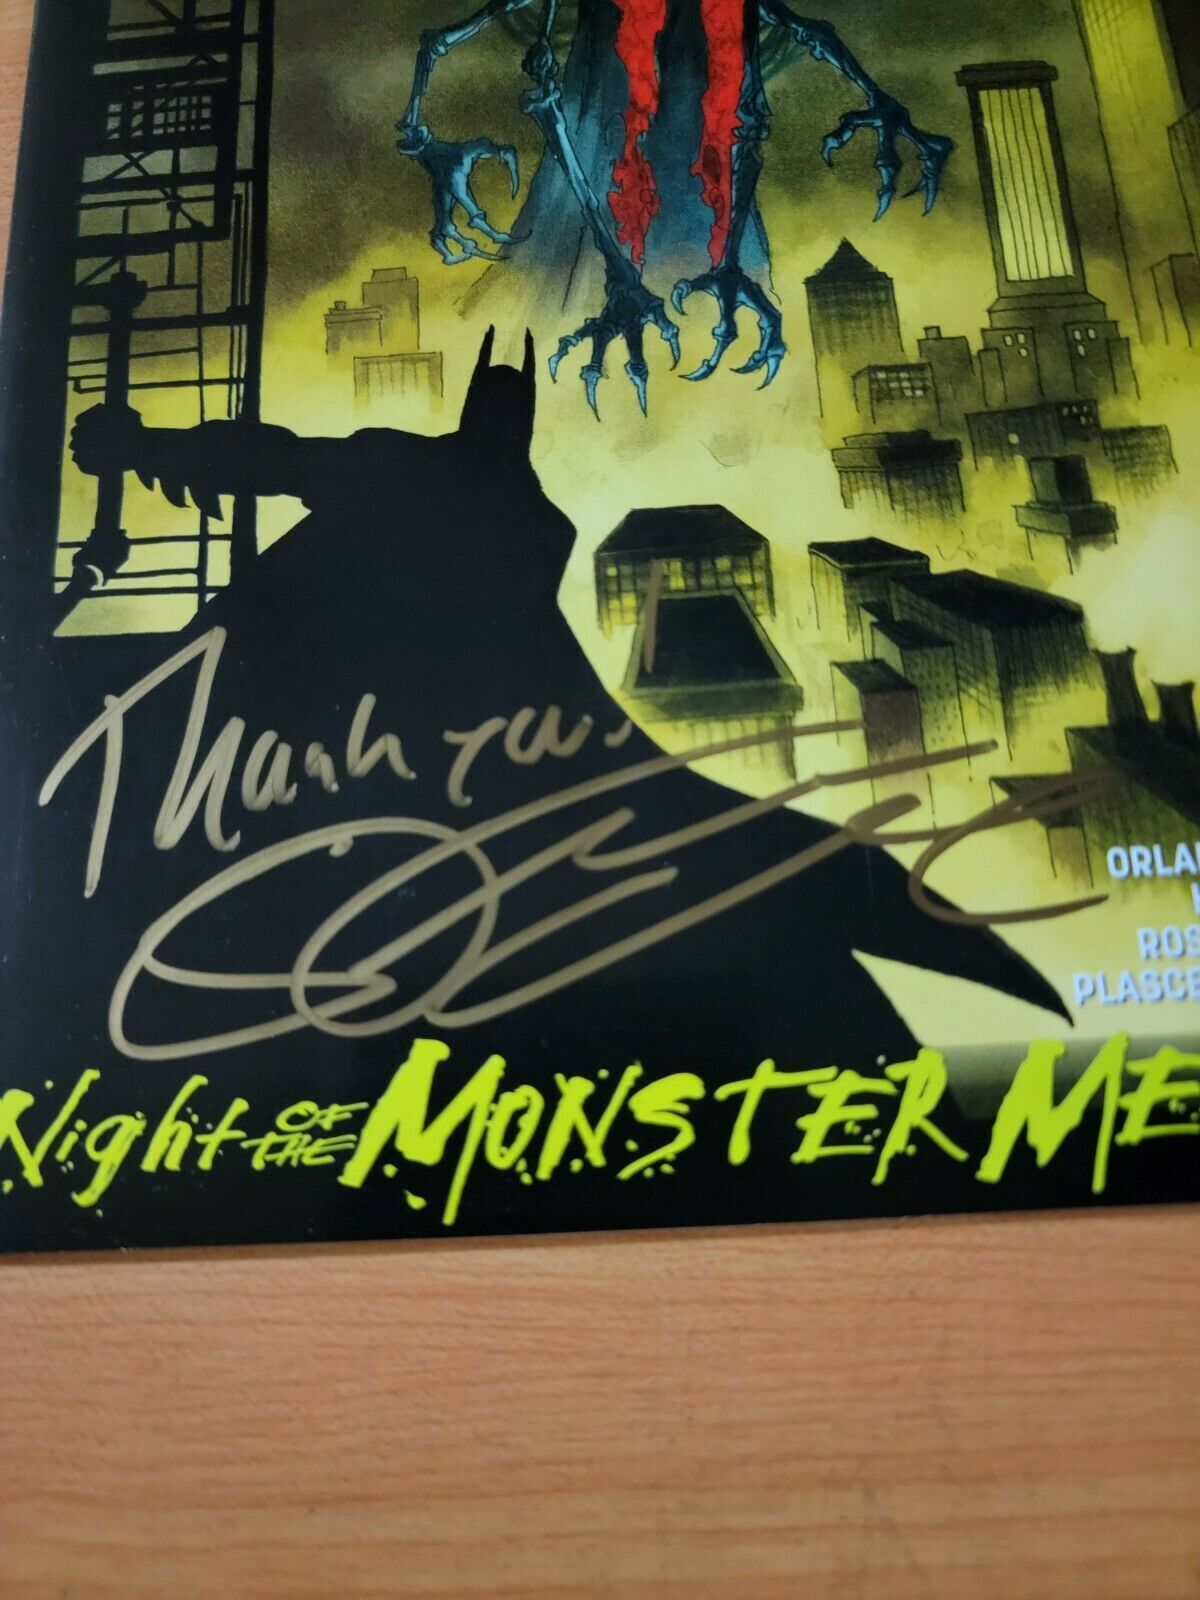 Thank you!
ORLA
ROS
PLASCE
Night OF THE MONSTER ME